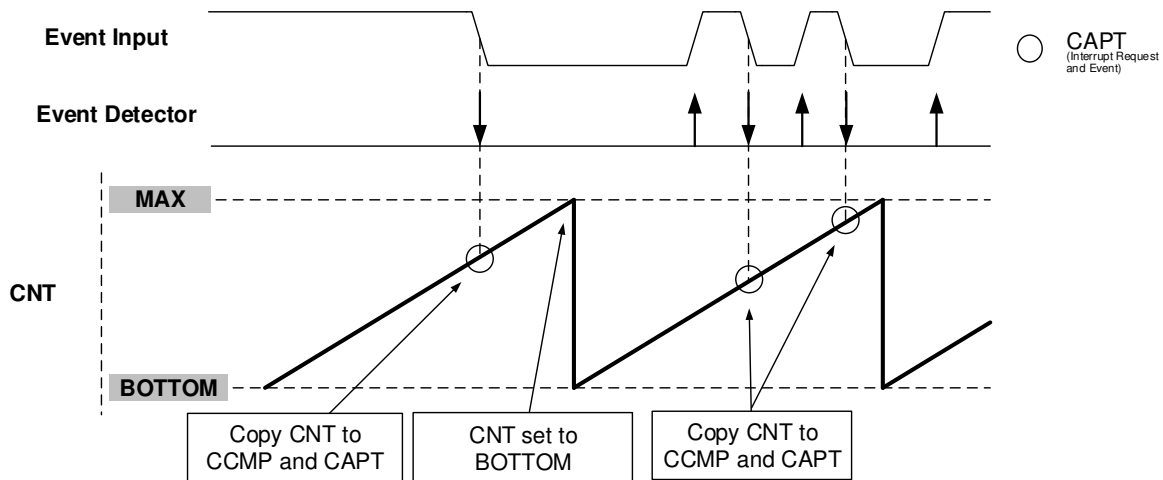 Event Input
CAPT
(Interrupt Request
and Event)
Event Detector
MAX
CNT
BOTTOM
Copy CNT to
CCMP and CAPT
CNT set to
BOTTOM
Copy CNT to
CCMP and CAPT